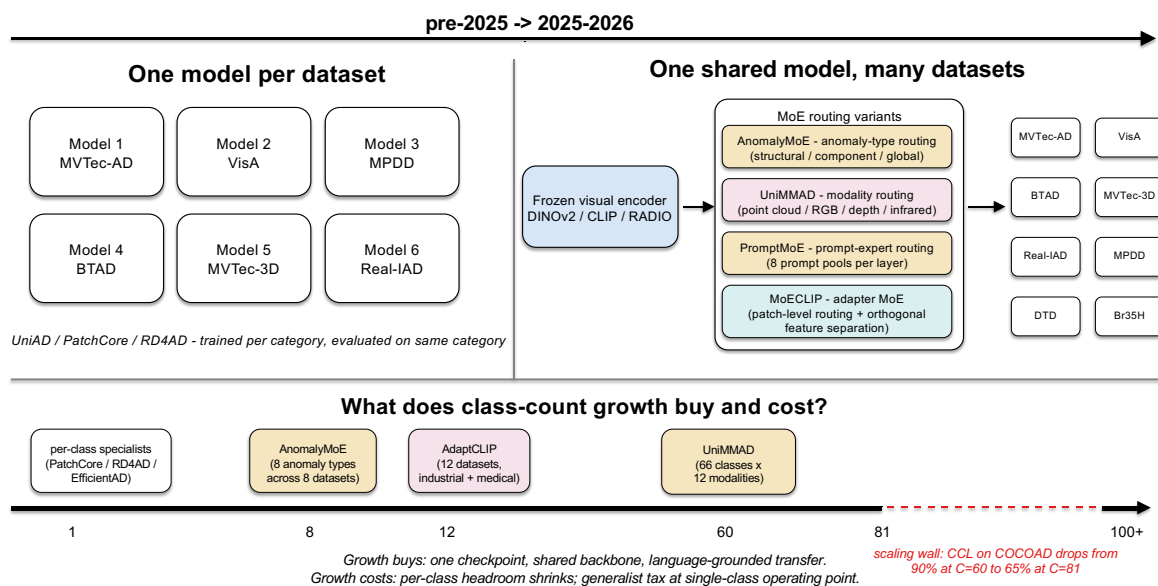 pre-2025 -> 2025-2026
One model per dataset
Model 1
MVTec-AD
Model 2
VisA
Model 3
MPDD
Model 4
BTAD
Model 5
MVTec-3D
Model 6
Real-IAD
UniAD / PatchCore / RD4AD - trained per category, evaluated on same category
One shared model, many datasets
Frozen visual encoder
DINOv2 / CLIP / RADIO
MoE routing variants
AnomalyMoE - anomaly-type routing
(structural / component / global)
UniMMAD - modality routing
(point cloud / RGB / depth / infrared)
PromptMoE - prompt-expert routing
(8 prompt pools per layer)
MoECLIP - adapter MoE
(patch-level routing + orthogonal
feature separation)
MVTec-AD
VisA
BTAD
MVTec-3D
Real-IAD
MPDD
DTD
Br35H
What does class-count growth buy and cost?
per-class specialists
(PatchCore / RD4AD /
EfficientAD)
AnomalyMoE
(8 anomaly types
across 8 datasets)
AdaptCLIP
(12 datasets,
industrial + medical)
UniMMAD
(66 classes x
12 modalities)
1
8
12
60
81
100+
Growth buys: one checkpoint, shared backbone, language-grounded transfer.
Growth costs: per-class headroom shrinks; generalist tax at single-class operating point.
scaling wall: CCL on COCOAD drops from
90% at C=60 to 65% at C=81